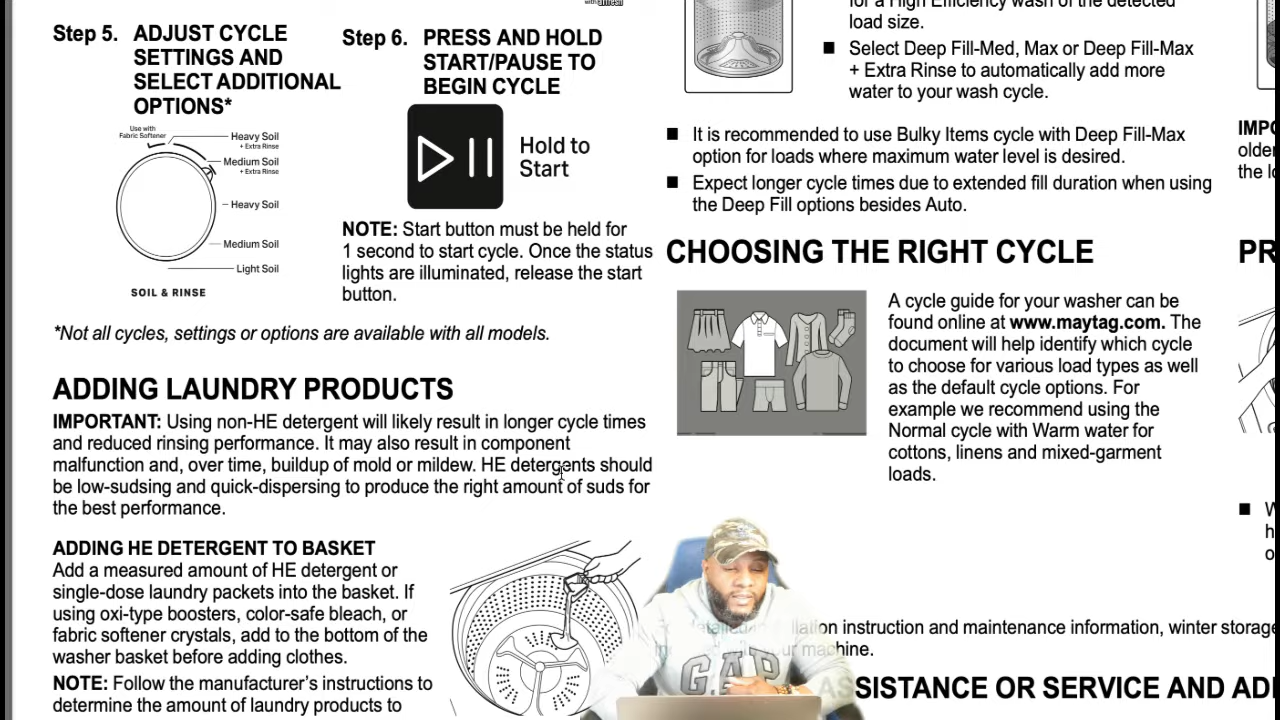 with affresh
Step 5. ADJUST CYCLE
SETTINGS AND
SELECT ADDITIONAL
OPTIONS*
Use with
Fabric Softener
Heavy Soil
+ Extra Rinse
Medium Soil
+ Extra Rinse
Heavy Soil
Medium Soil
Light Soil
SOIL & RINSE
Step 6. PRESS AND HOLD
START/PAUSE TO
BEGIN CYCLE
Hold to
Start
NOTE: Start button must be held for
1 second to start cycle. Once the status
lights are illuminated, release the start
button.
*Not all cycles, settings or options are available with all models.
ADDING LAUNDRY PRODUCTS
IMPORTANT: Using non-HE detergent will likely result in longer cycle times
and reduced rinsing performance. It may also result in component
malfunction and, over time, buildup of mold or mildew. HE detergents should
be low-sudsing and quick-dispersing to produce the right amount of suds for
the best performance.
ADDING HE DETERGENT TO BASKET
Add a measured amount of HE detergent or
single-dose laundry packets into the basket. If
using oxi-type boosters, color-safe bleach, or
fabric softener crystals, add to the bottom of the
washer basket before adding clothes.
NOTE: Follow the manufacturer's instructions to
determine the amount of laundry products to
for a High Efficiency wash of the detected
load size.
■ Select Deep Fill-Med, Max or Deep Fill-Max
+ Extra Rinse to automatically add more
water to your wash cycle.
■ It is recommended to use Bulky Items cycle with Deep Fill-Max
option for loads where maximum water level is desired.
■ Expect longer cycle times due to extended fill duration when using
the Deep Fill options besides Auto.
CHOOSING THE RIGHT CYCLE
A cycle guide for your washer can be
found online at www.maytag.com. The
document will help identify which cycle
to choose for various load types as well
as the default cycle options. For
example we recommend using the
Normal cycle with Warm water for
cottons, linens and mixed-garment
loads.
instruction and maintenance information, winter storage
your machine.
SISTANCE OR SERVICE AND AD
GAP
IMPO
older
the lo
PR
■ W
h
o